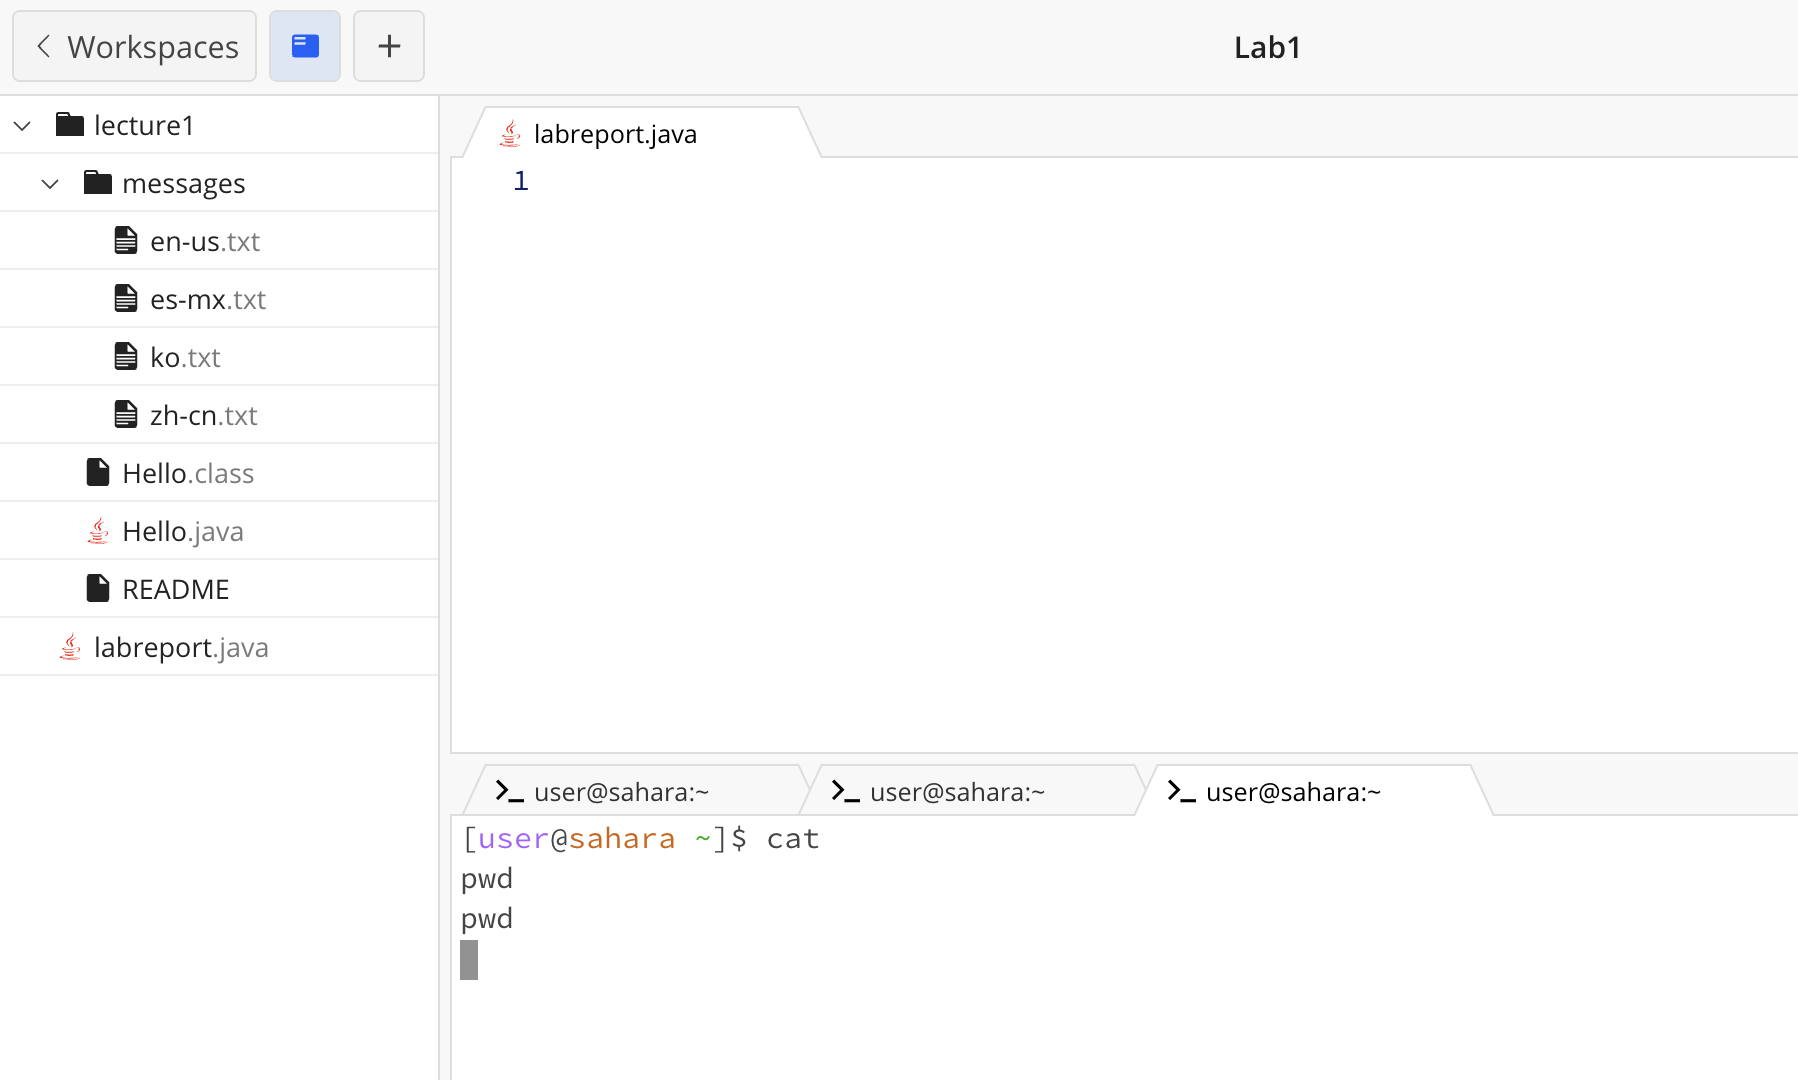 Workspaces
Lab1
lecture1
messages
en-us.txt
es-mx.txt
ko.txt
zh-cn.txt
Hello.class
Hello.java
README
labreport.java
labreport.java
1
user@sahara:~
user@sahara:~
user@sahara:~
[user@sahara ~]$ cat
pwd
pwd